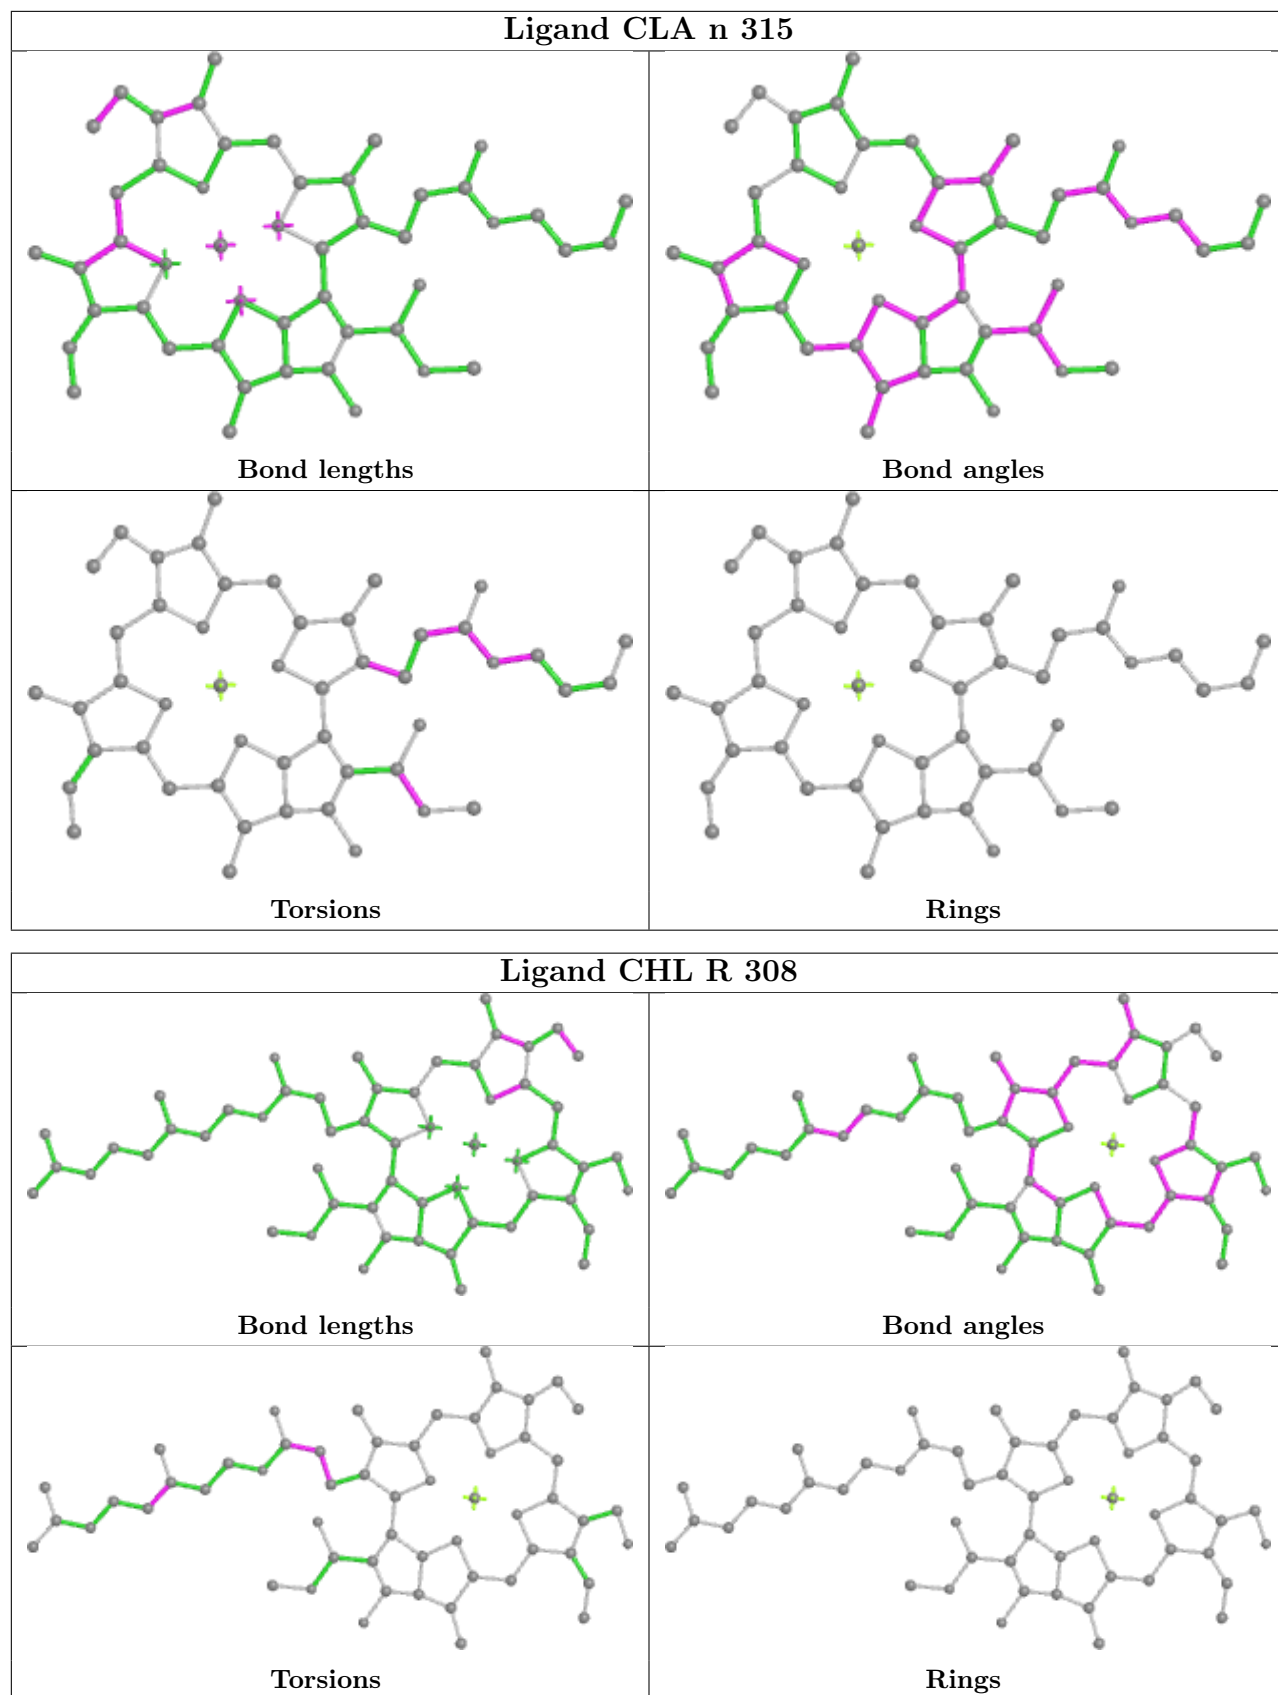 Ligand CLA n 315
Bond lengths
Bond angles
Torsions
Rings
Ligand CHL R 308
Bond lengths
Bond angles
Torsions
Rings